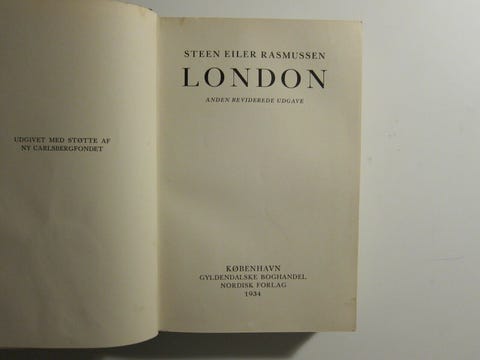 UDGIVET MED STØTTE AF
NY CARLSBERGFONDET
STEEN EILER RASMUSSEN
LONDON
ANDEN REVIDEREDE UDGAVE
KØBENHAVN
GYLDENDALSKE BOGHANDEL
NORDISK FORLAG
1934